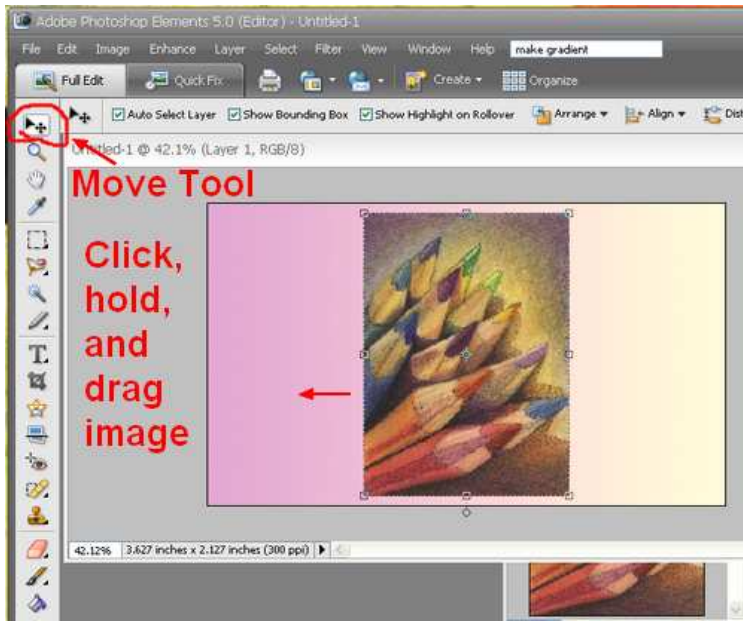 Adobe Photoshop Elements 5.0 (Editor) - Untitled-1
File Edit Image Enhance Layer Select Filter View Window Help make gradient
Full Edit Quick Fix Create Organize
Auto Select Layer Show Bounding Box Show Highlight on Rollover Arrange Align Dist
Untitled-1 @ 42.1% (Layer 1, RGB/8)
Move Tool
Click,
hold,
and
drag
image
T
42.12% 3.627 inches x 2.127 inches (300 ppi)